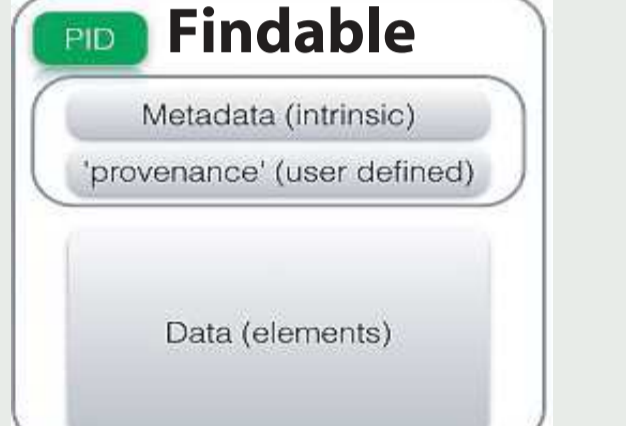 PID Findable
Metadata (intrinsic)
'provenance' (user defined)
Data (elements)